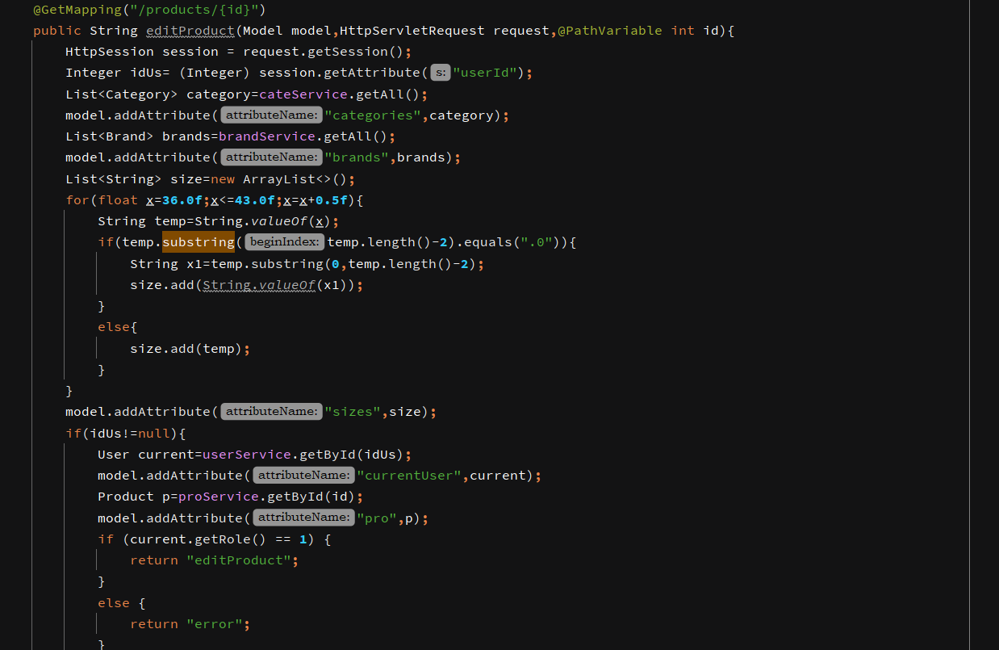 @GetMapping("/products/{id}")
public String editProduct(Model model,HttpServletRequest request,@PathVariable int id){
HttpSession session = request.getSession();
Integer idUs= (Integer) session.getAttribute( s: "userId");
List<Category> category=cateService.getAll();
model.addAttribute( attributeName: "categories",category);
List<Brand> brands=brandService.getAll();
model.addAttribute( attributeName: "brands",brands);
List<String> size=new ArrayList<>();
for(float x=36.0f;x<=43.0f;x=x+0.5f){
String temp=String.valueOf(x);
if(temp.substring( beginIndex: temp.length()-2).equals(".0")){
String x1=temp.substring(0,temp.length()-2);
size.add(String.valueOf(x1));
}
else{
size.add(temp);
}
}
model.addAttribute( attributeName: "sizes",size);
if(idUs!=null){
User current=userService.getById(idUs);
model.addAttribute( attributeName: "currentUser",current);
Product p=proService.getById(id);
model.addAttribute( attributeName: "pro",p);
if (current.getRole() == 1) {
return "editProduct";
}
else {
return "error";
}